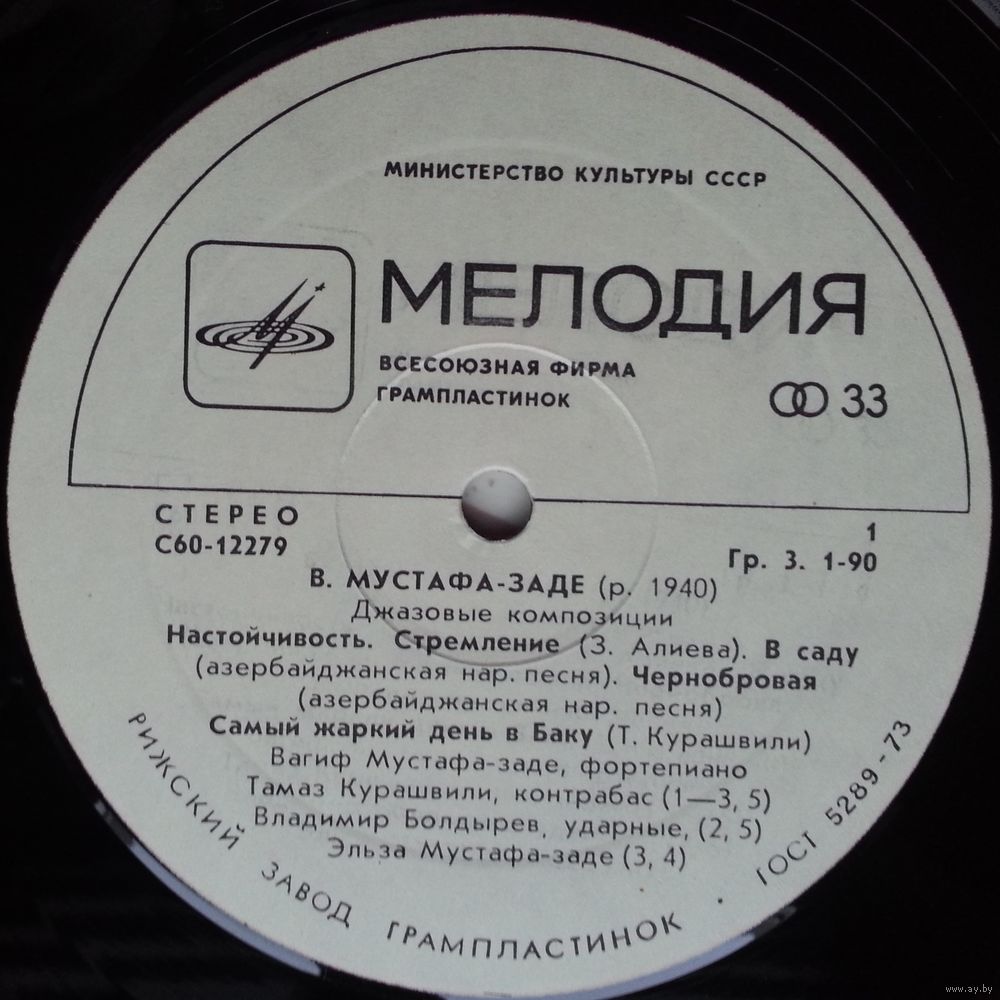 МИНИСТЕРСТВО КУЛЬТУРЫ СССР
МЕЛОДИЯ
ВСЕСОЮЗНАЯ ФИРМА
ГРАМПЛАСТИНОК
33
СТЕРЕО
С60-12279
1
Гр. 3. 1-90
В. МУСТАФА-ЗАДЕ (р. 1940)
Джазовые композиции
Настойчивость. Стремление (З. Алиева). В саду
(азербайджанская нар. песня). Чернобровая
(азербайджанская нар. песня)
Самый жаркий день в Баку (Т. Курашвили)
Вагиф Мустафа-заде, фортепиано
Тамаз Курашвили, контрабас (1—3, 5)
Владимир Болдырев, ударные, (2, 5)
Эльза Мустафа-заде (3, 4)
РИЖСКИЙ ЗАВОД ГРАМПЛАСТИНОК · ГОСТ 5289-73
www.ay.by